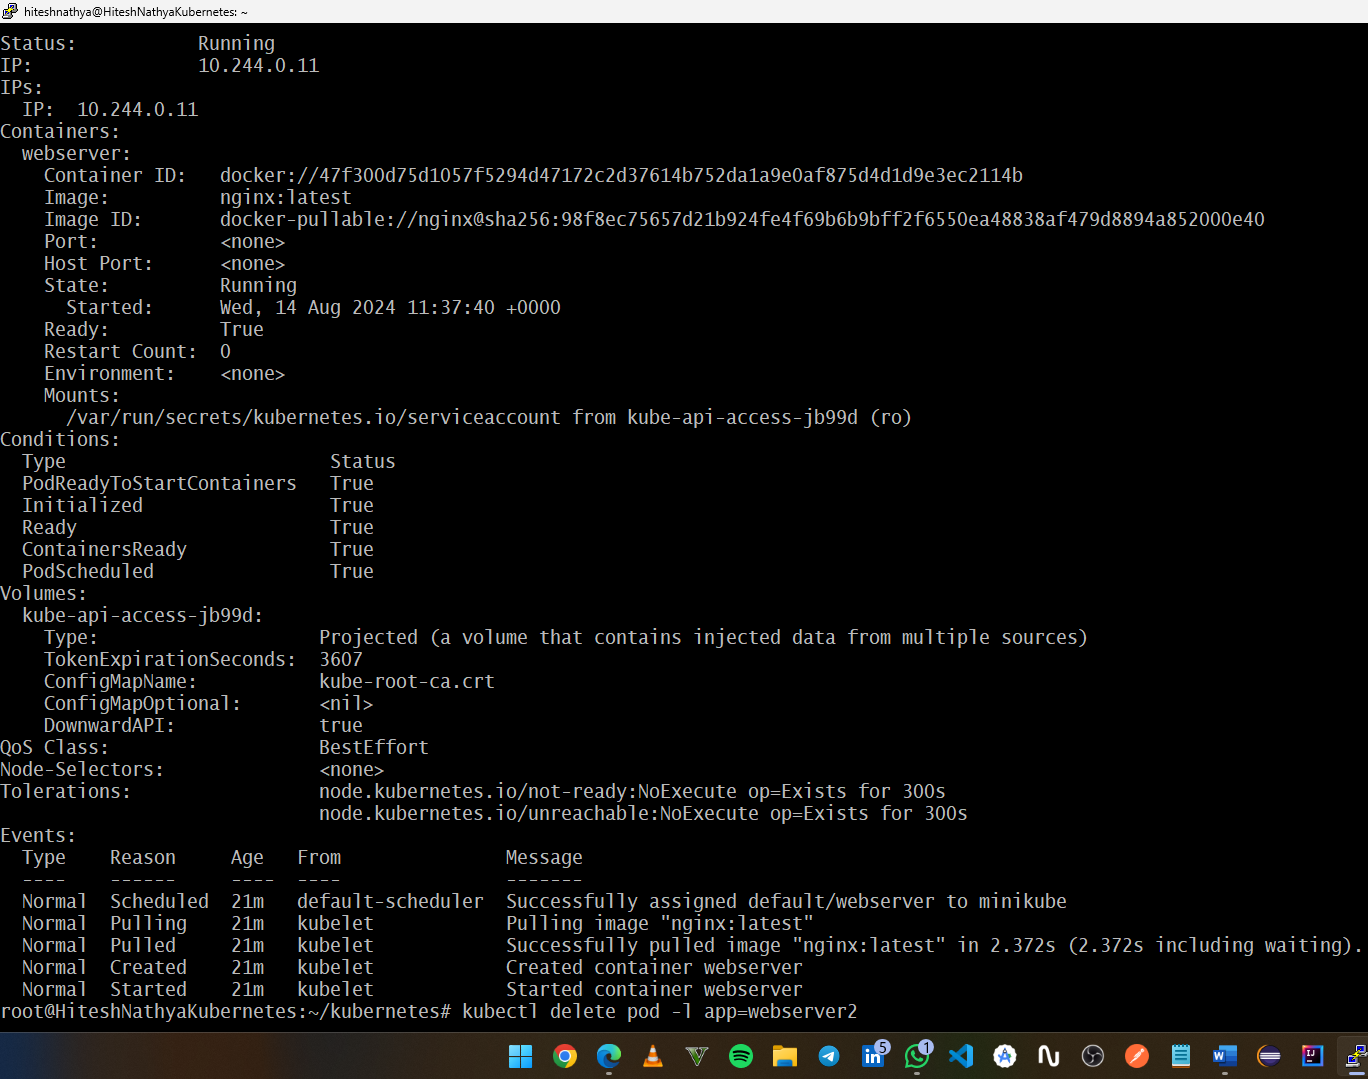 hiteshnathya@HiteshNathyaKubernetes: ~
Status:           Running
IP:               10.244.0.11
IPs:
  IP:  10.244.0.11
Containers:
  webserver:
    Container ID:   docker://47f300d75d1057f5294d47172c2d37614b752da1a9e0af875d4d1d9e3ec2114b
    Image:          nginx:latest
    Image ID:       docker-pullable://nginx@sha256:98f8ec75657d21b924fe4f69b6b9bff2f6550ea48838af479d8894a852000e40
    Port:           <none>
    Host Port:      <none>
    State:          Running
      Started:      Wed, 14 Aug 2024 11:37:40 +0000
    Ready:          True
    Restart Count:  0
    Environment:    <none>
    Mounts:
      /var/run/secrets/kubernetes.io/serviceaccount from kube-api-access-jb99d (ro)
Conditions:
  Type                        Status
  PodReadyToStartContainers   True
  Initialized                 True
  Ready                       True
  ContainersReady             True
  PodScheduled                True
Volumes:
  kube-api-access-jb99d:
    Type:                    Projected (a volume that contains injected data from multiple sources)
    TokenExpirationSeconds:  3607
    ConfigMapName:           kube-root-ca.crt
    ConfigMapOptional:       <nil>
    DownwardAPI:             true
QoS Class:                   BestEffort
Node-Selectors:              <none>
Tolerations:                 node.kubernetes.io/not-ready:NoExecute op=Exists for 300s
                             node.kubernetes.io/unreachable:NoExecute op=Exists for 300s
Events:
  Type    Reason     Age   From               Message
  ----    ------     ----  ----               -------
  Normal  Scheduled  21m   default-scheduler  Successfully assigned default/webserver to minikube
  Normal  Pulling    21m   kubelet            Pulling image "nginx:latest"
  Normal  Pulled     21m   kubelet            Successfully pulled image "nginx:latest" in 2.372s (2.372s including waiting).
  Normal  Created    21m   kubelet            Created container webserver
  Normal  Started    21m   kubelet            Started container webserver
root@HiteshNathyaKubernetes:~/kubernetes# kubectl delete pod -l app=webserver2
5 1